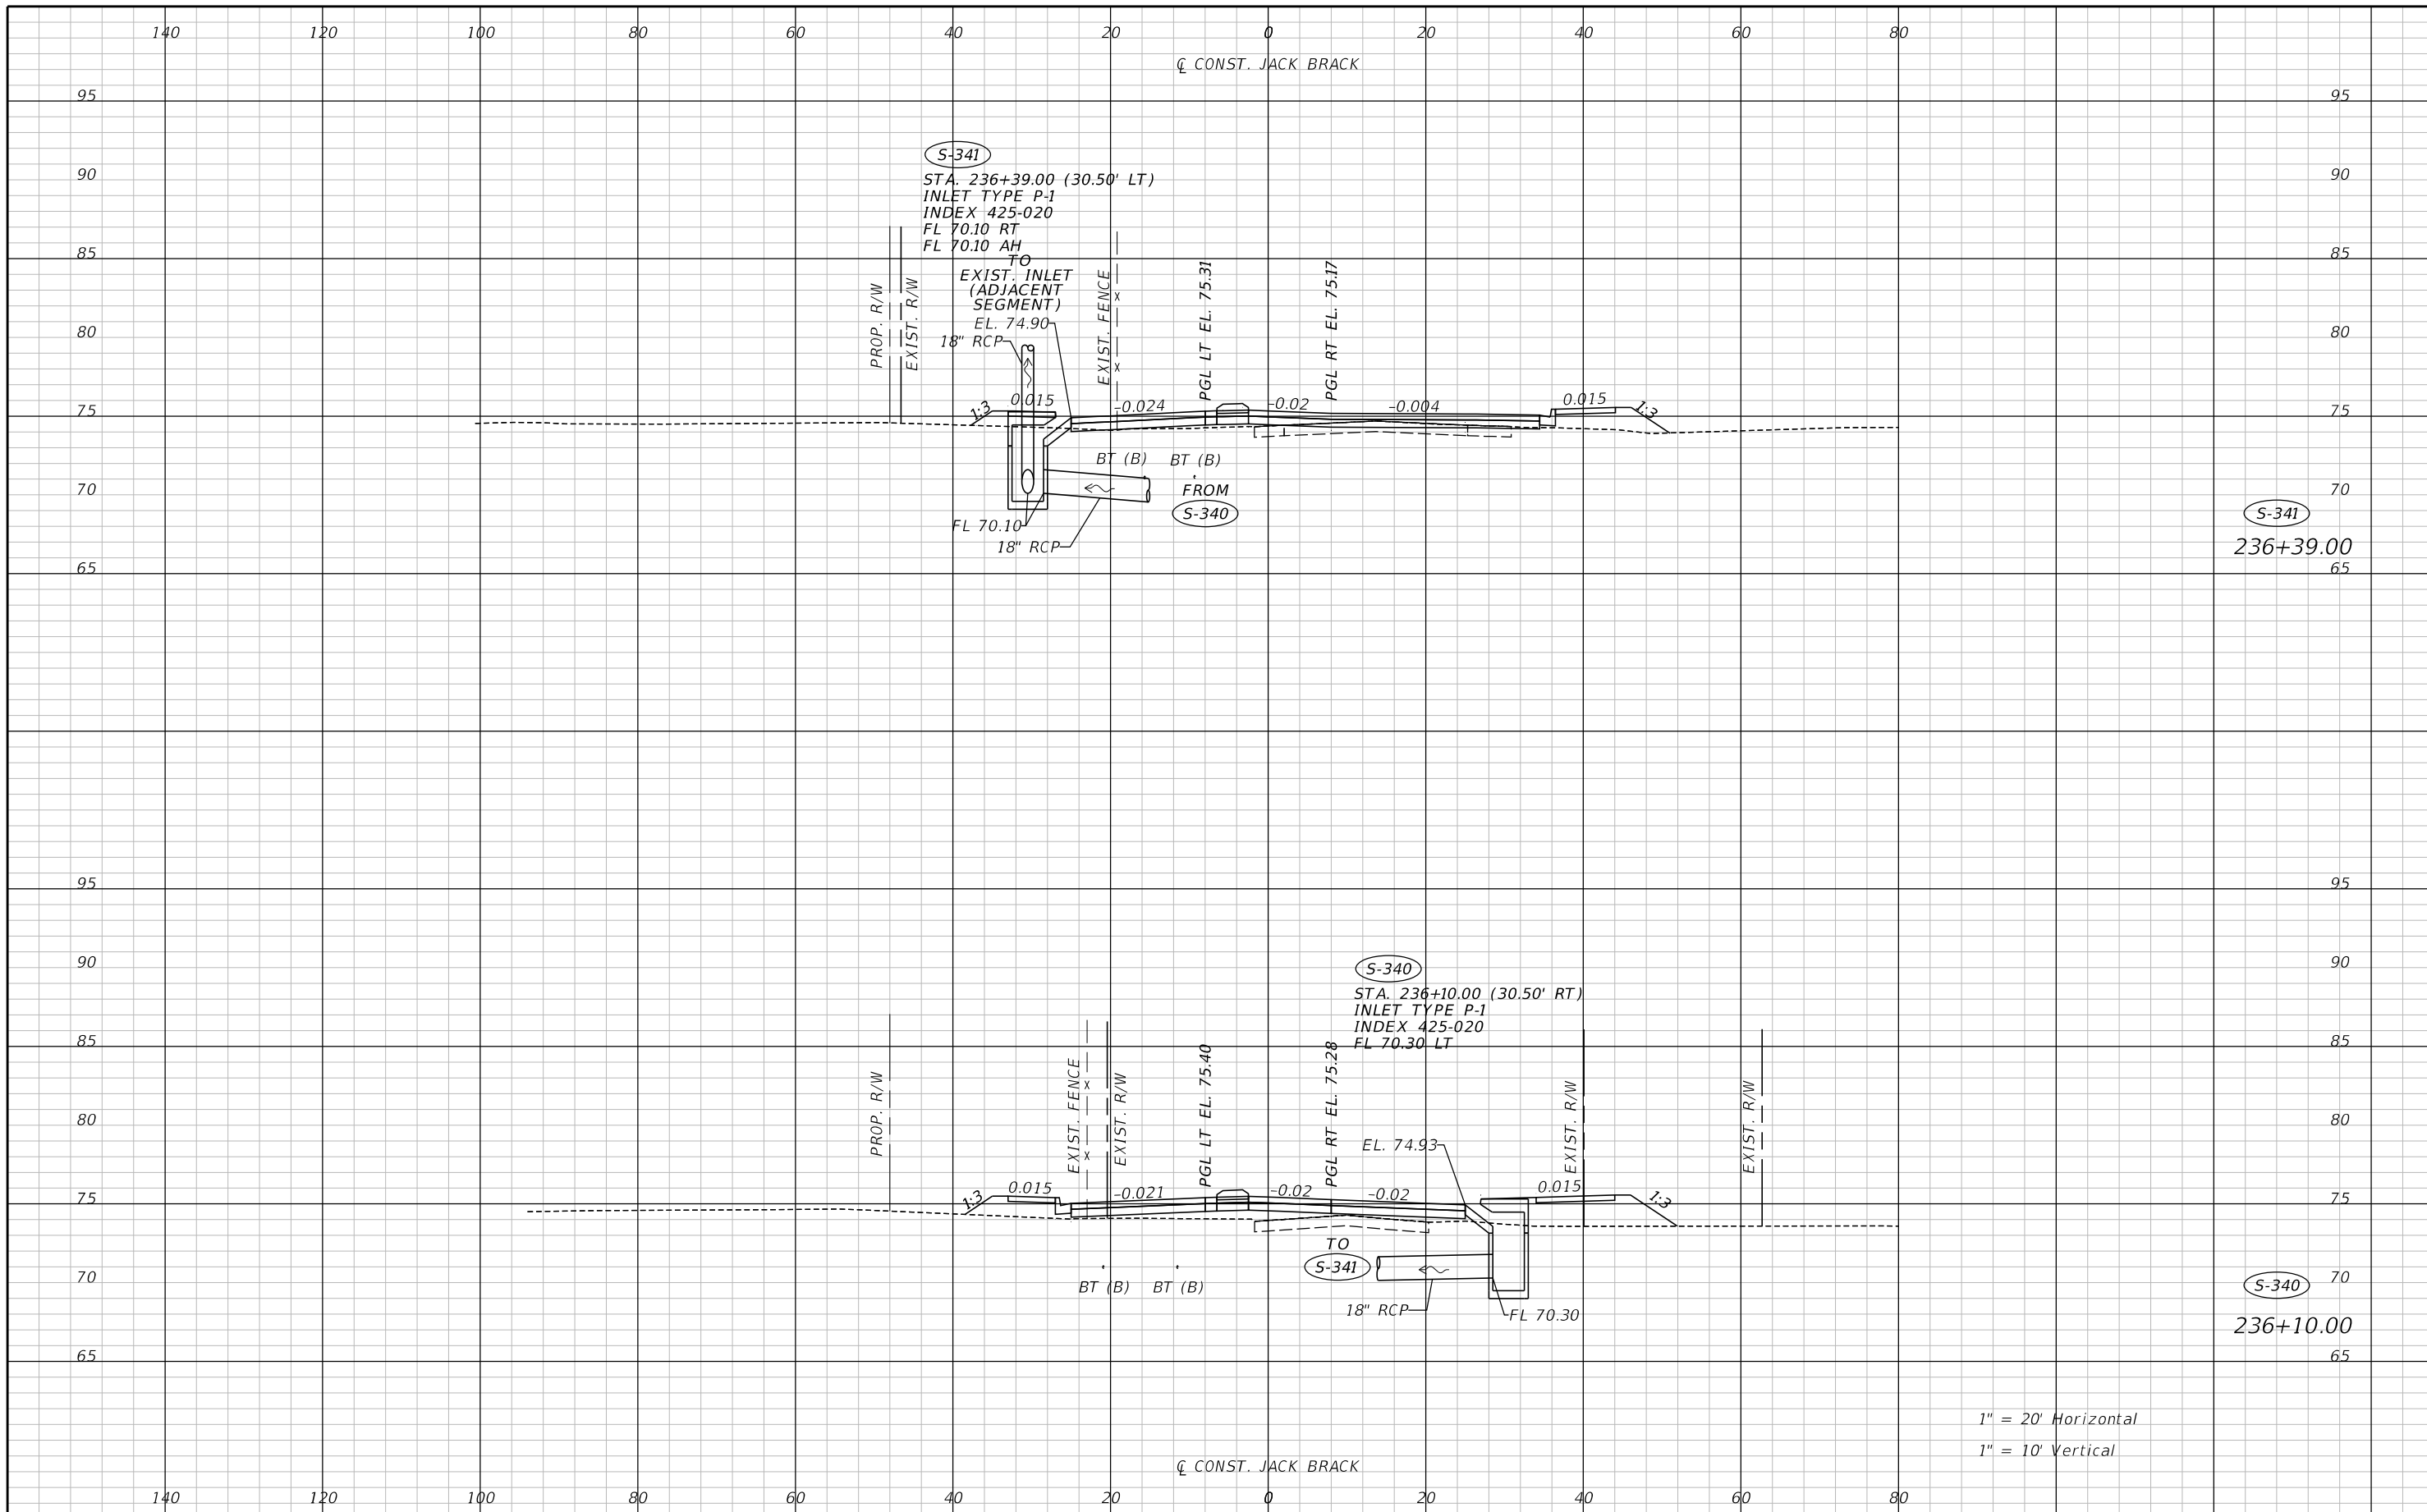 140 120 100 80 60 40 20 0 20 40 60 80
℄ CONST. JACK BRACK
95 95
90 90
85 85
80 80
75 75
70 70
65 65
S-341
STA. 236+39.00 (30.50' LT)
INLET TYPE P-1
INDEX 425-020
FL 70.10 RT
FL 70.10 AH
TO
EXIST. INLET
(ADJACENT
SEGMENT)
EL. 74.90
18" RCP
PROP. R/W
EXIST. R/W
EXIST. FENCE
X
X
PGL LT EL. 75.31
PGL RT EL. 75.17
1:3
0.015
-0.024
-0.02
-0.004
0.015
1:3
BT (B) BT (B)
FROM
S-340
FL 70.10
18" RCP
S-341
236+39.00
95 95
90 90
85 85
80 80
75 75
70 70
65 65
S-340
STA. 236+10.00 (30.50' RT)
INLET TYPE P-1
INDEX 425-020
FL 70.30 LT
PROP. R/W
EXIST. FENCE
X
X
EXIST. R/W
PGL LT EL. 75.40
PGL RT EL. 75.28
EL. 74.93
EXIST. R/W
EXIST. R/W
1:3
0.015
-0.021
-0.02
-0.02
0.015
1:3
TO
S-341
BT (B) BT (B)
18" RCP
FL 70.30
S-340
236+10.00
1" = 20' Horizontal
1" = 10' Vertical
℄ CONST. JACK BRACK
140 120 100 80 60 40 20 0 20 40 60 80